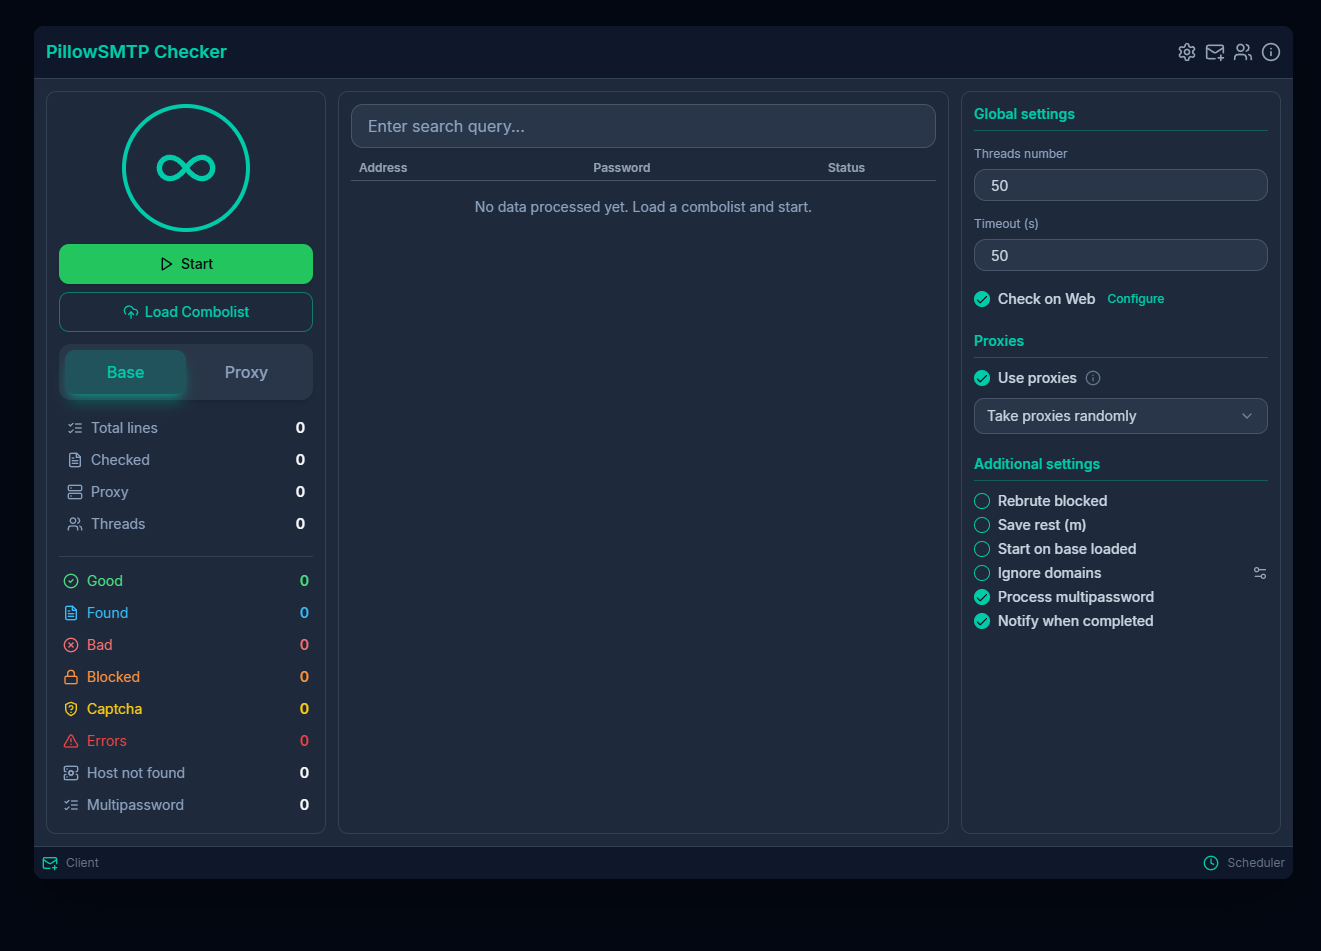 PillowSMTP Checker
Start
Load Combolist
Base
Proxy
Total lines 0
Checked 0
Proxy 0
Threads 0
Good 0
Found 0
Bad 0
Blocked 0
Captcha 0
Errors 0
Host not found 0
Multipassword 0
Enter search query...
Address Password Status
No data processed yet. Load a combolist and start.
Global settings
Threads number
50
Timeout (s)
50
Check on Web Configure
Proxies
Use proxies
Take proxies randomly
Additional settings
Rebrute blocked
Save rest (m)
Start on base loaded
Ignore domains
Process multipassword
Notify when completed
Client
Scheduler